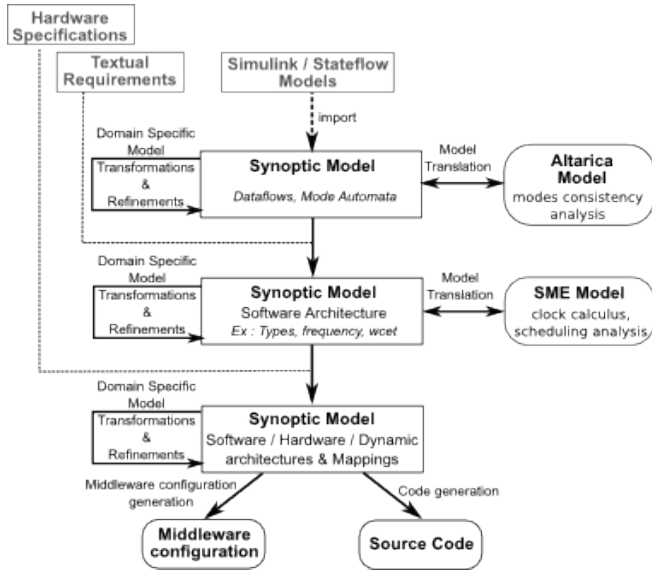 Hardware
Specifications
Textual
Requirements
Simulink / Stateflow
Models
import
Domain Specific
Model
Transformations
&
Refinements
Synoptic Model
Dataflows, Mode Automata
Model
Translation
Altarica
Model
modes consistency
analysis
Domain Specific
Model
Transformations
&
Refinements
Synoptic Model
Software Architecture
Ex : Types, frequency, wcet
Model
Translation
SME Model
clock calculus,
scheduling analysis
Domain Specific
Model
Transformations
&
Refinements
Synoptic Model
Software / Hardware / Dynamic
architectures & Mappings
Middleware configuration
generation
Code generation
Middleware
configuration
Source Code